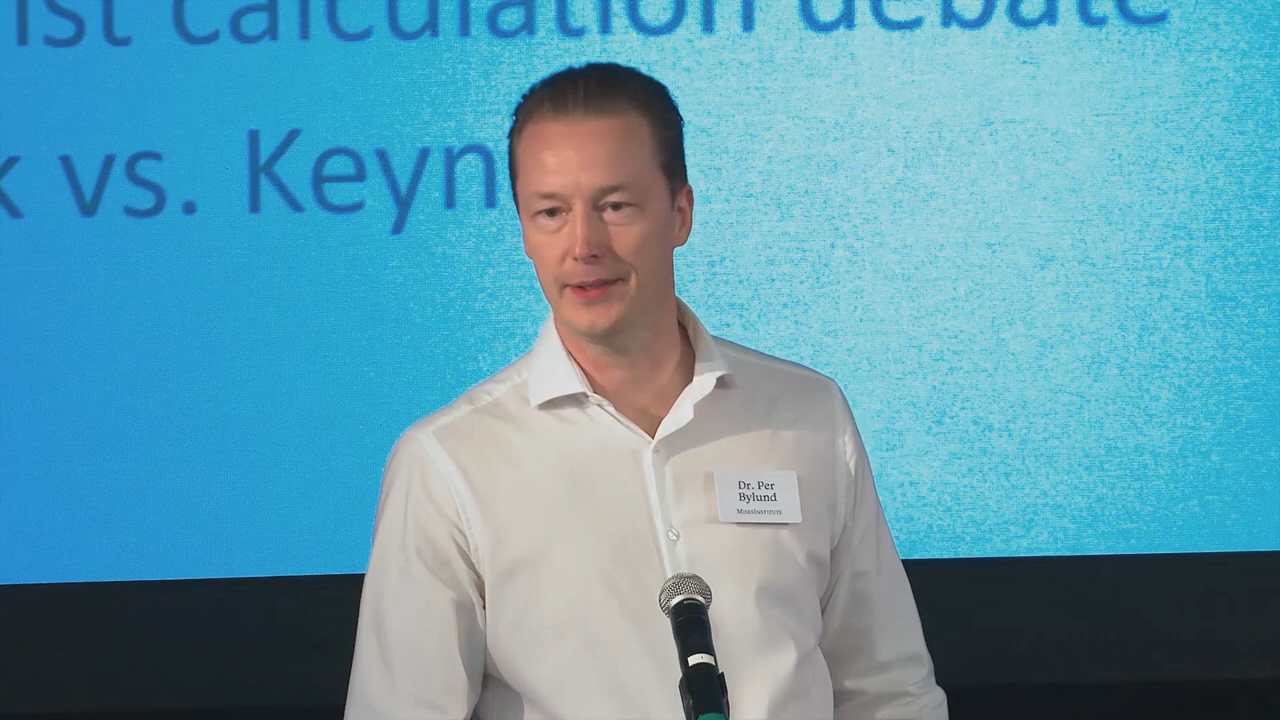 ist calculation debate
k vs. Keyn
Dr. Per
Bylund
MISESINSTITUTE